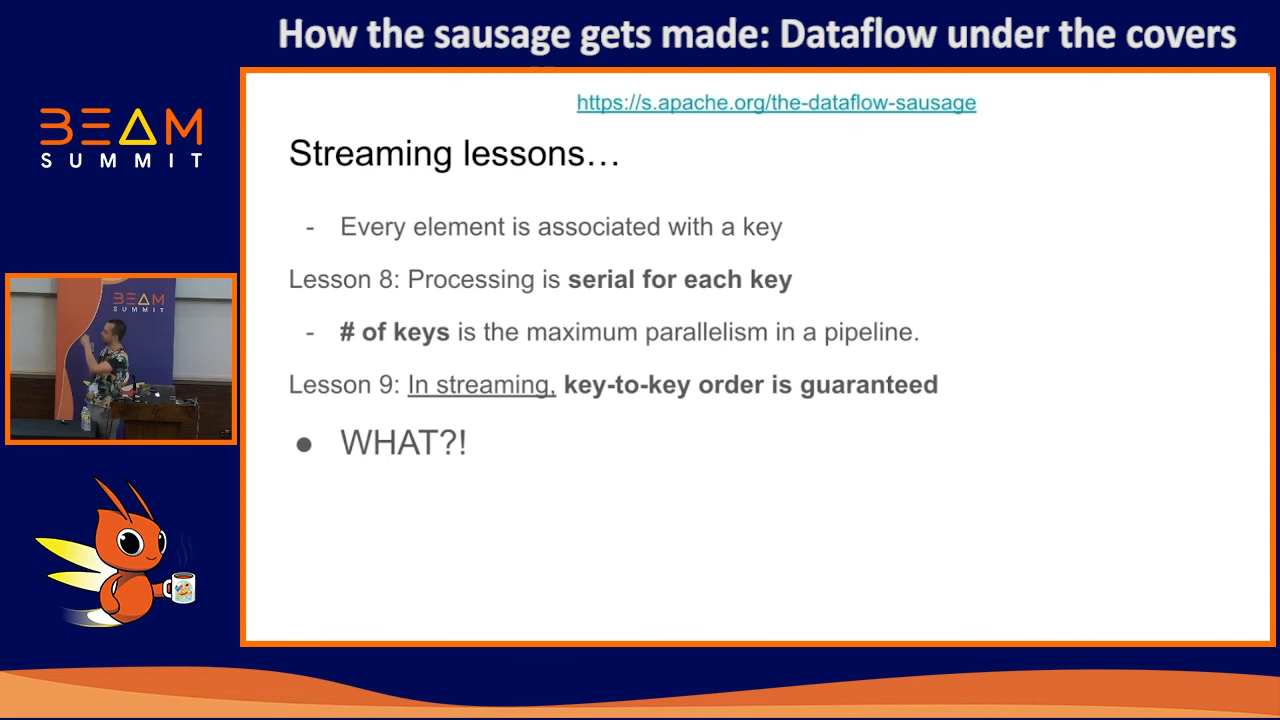 How the sausage gets made: Dataflow under the covers
https://s.apache.org/the-dataflow-sausage
BEAM
SUMMIT
Streaming lessons…
- Every element is associated with a key
Lesson 8: Processing is serial for each key
- # of keys is the maximum parallelism in a pipeline.
Lesson 9: In streaming, key-to-key order is guaranteed
● WHAT?!
BEAM
SUMMIT